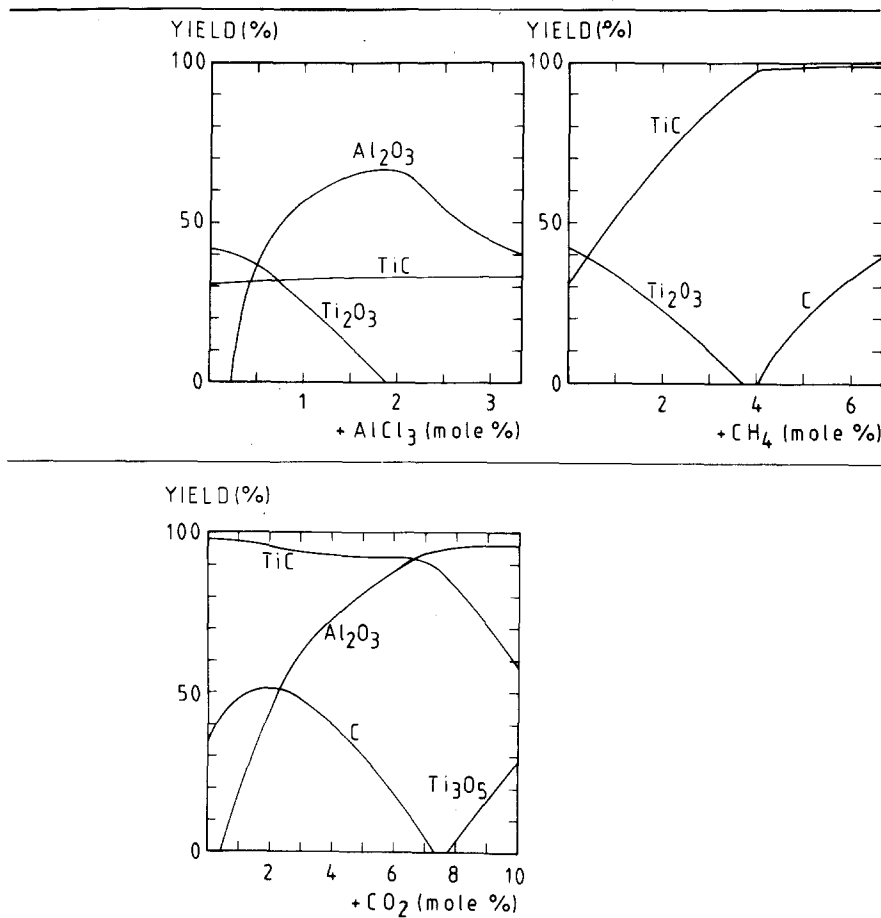 YIELD(%)
100
50
0
Al₂O₃
TiC
Ti₂O₃
1 2 3
+ AlCl₃ (mole %)
YIELD(%)
100
50
0
TiC
Ti₂O₃
C
2 4 6
+CH₄ (mole %)
YIELD(%)
100
50
0
TiC
Al₂O₃
C
Ti₃O₅
2 4 6 8 10
+CO₂ (mole %)